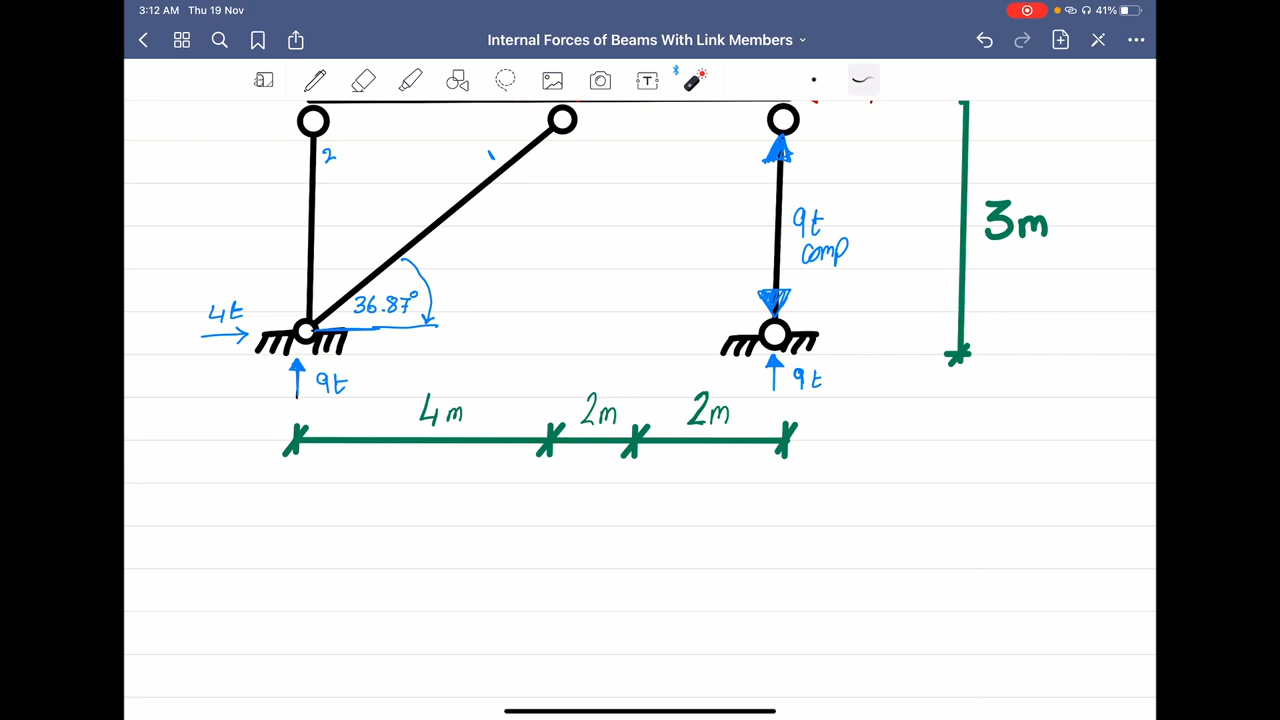 3:12 AM Thu 19 Nov
41%
Internal Forces of Beams With Link Members
T
2
1
9t
comp
3m
36.87°
4t
9t
9t
4m
2m
2m